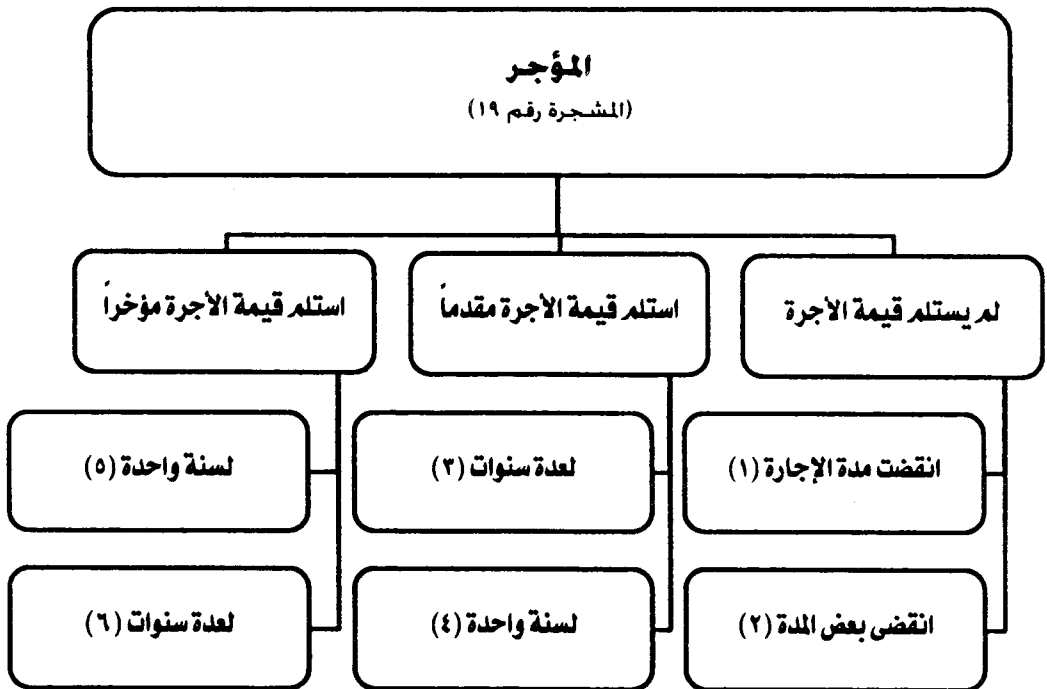 المؤجر
(المشجرة رقم ١٩)
لم يستلم قيمة الأجرة
استلم قيمة الأجرة مقدماً
استلم قيمة الأجرة مؤخراً
انقضت مدة الإجارة (١)
لعدة سنوات (٣)
لسنة واحدة (٥)
انقضى بعض المدة (٢)
لسنة واحدة (٤)
لعدة سنوات (٦)